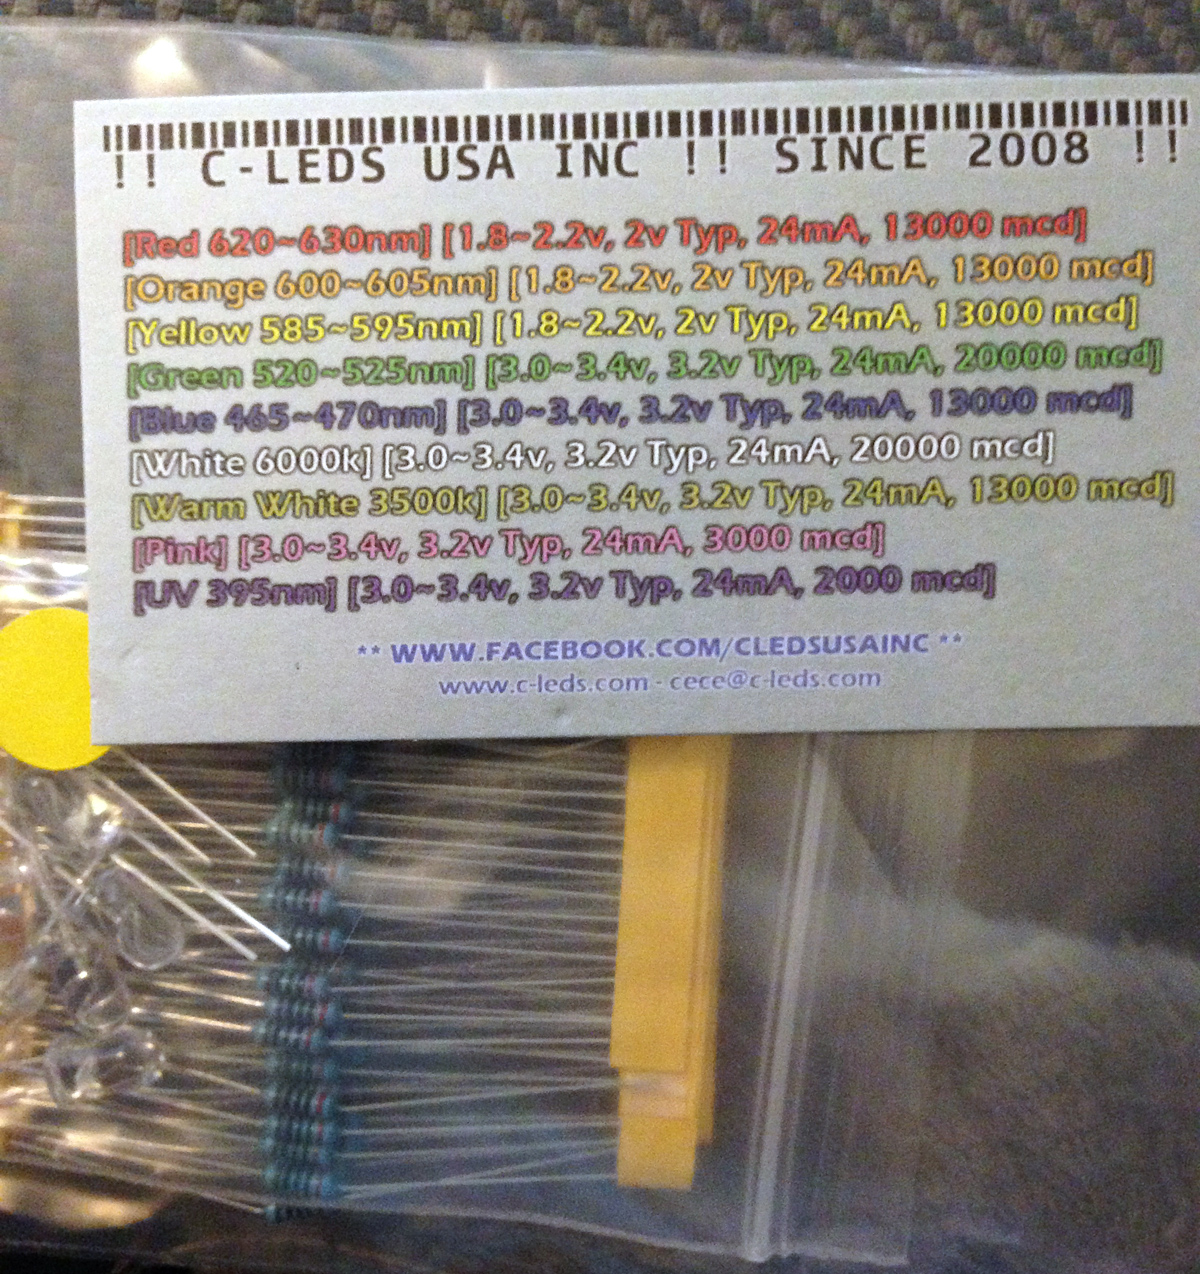 !! C-LEDS USA INC !! SINCE 2008 !!
[Red 620~630nm] [1.8~2.2v, 2v Typ, 24mA, 13000 mcd]
[Orange 600~605nm] [1.8~2.2v, 2v Typ, 24mA, 13000 mcd]
[Yellow 585~595nm] [1.8~2.2v, 2v Typ, 24mA, 13000 mcd]
[Green 520~525nm] [3.0~3.4v, 3.2v Typ, 24mA, 20000 mcd]
[Blue 465~470nm] [3.0~3.4v, 3.2v Typ, 24mA, 13000 mcd]
[White 6000k] [3.0~3.4v, 3.2v Typ, 24mA, 20000 mcd]
[Warm White 3500k] [3.0~3.4v, 3.2v Typ, 24mA, 13000 mcd]
[Pink] [3.0~3.4v, 3.2v Typ, 24mA, 3000 mcd]
[UV 395nm] [3.0~3.4v, 3.2v Typ, 24mA, 2000 mcd]
** WWW.FACEBOOK.COM/CLEDSUSAINC **
www.c-leds.com - cece@c-leds.com